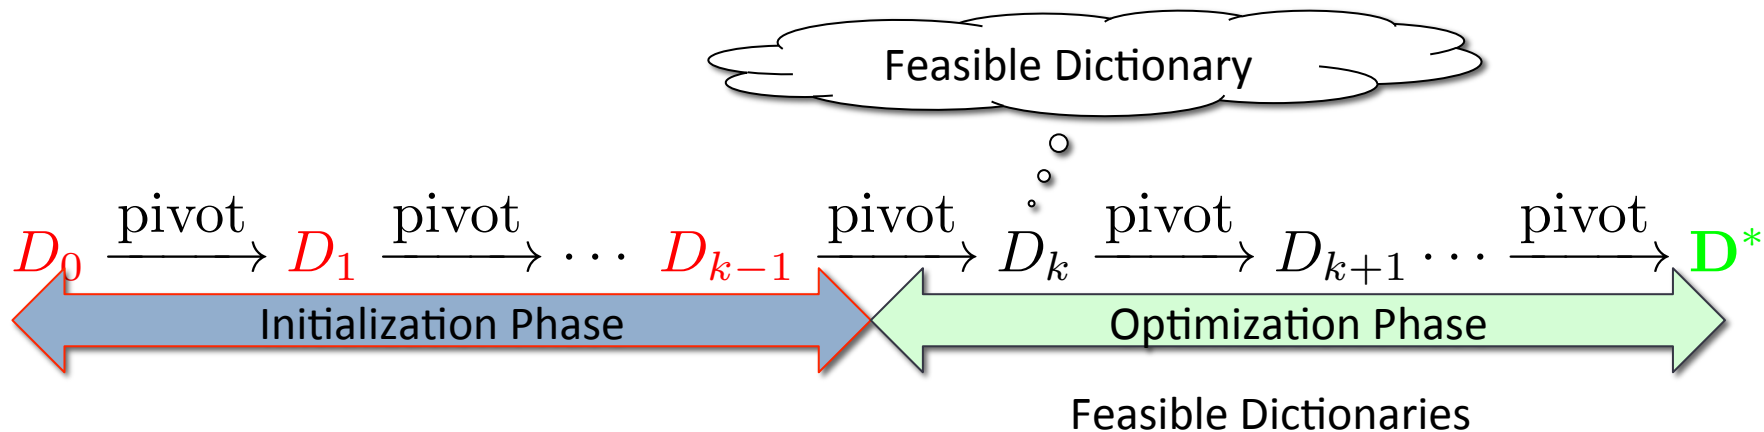 Feasible Dictionary
pivot pivot pivot pivot pivot
D₀ → D₁ → ⋯ Dₖ₋₁ → Dₖ → Dₖ₊₁ ⋯ → D*
Initialization Phase Optimization Phase
Feasible Dictionaries